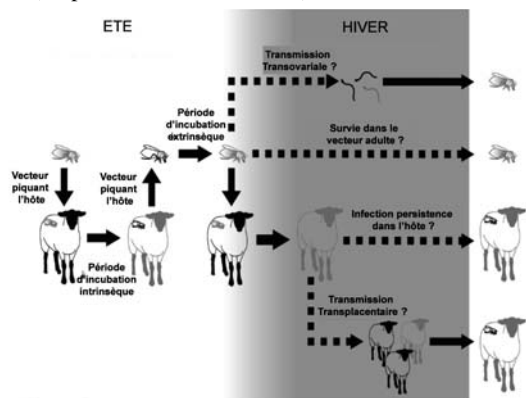 ETE
HIVER
Transmission
Transovariale ?
Période
d'incubation
extrinsèque
Survie dans le
vecteur adulte ?
Vecteur
piquant
l'hôte
Vecteur
piquant
l'hôte
Infection persistence
dans l'hôte ?
Période
d'incubation
intrinsèque
Transmission
Transplacentaire ?